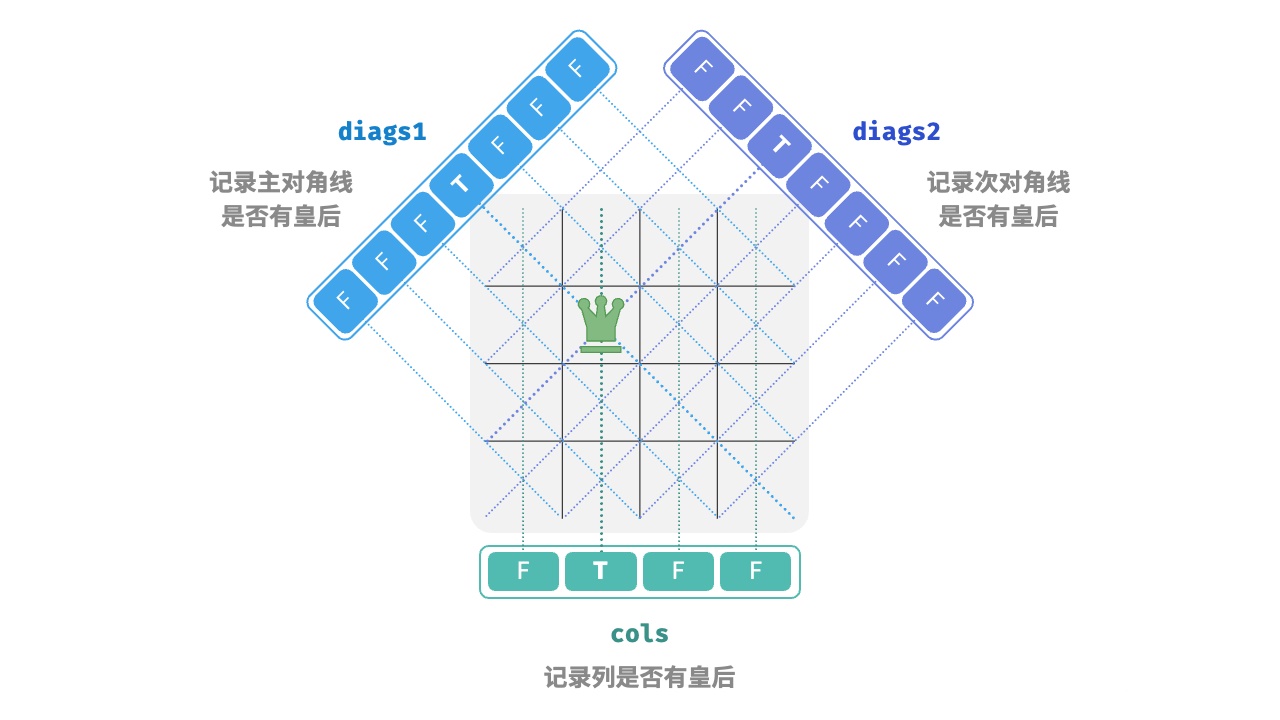 diags1
记录主对角线
是否有皇后
F F F T F F F
diags2
记录次对角线
是否有皇后
F F T F F F F
F T F F
cols
记录列是否有皇后